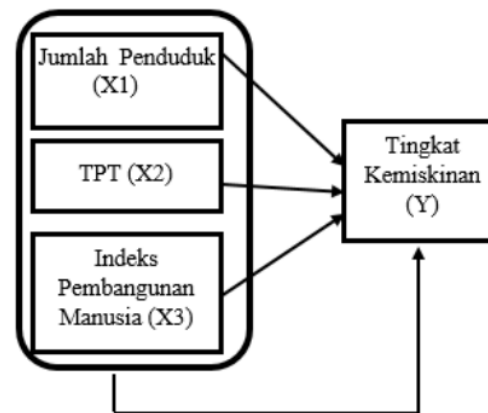 Jumlah Penduduk
(X1)
TPT (X2)
Indeks
Pembangunan
Manusia (X3)
Tingkat
Kemiskinan
(Y)